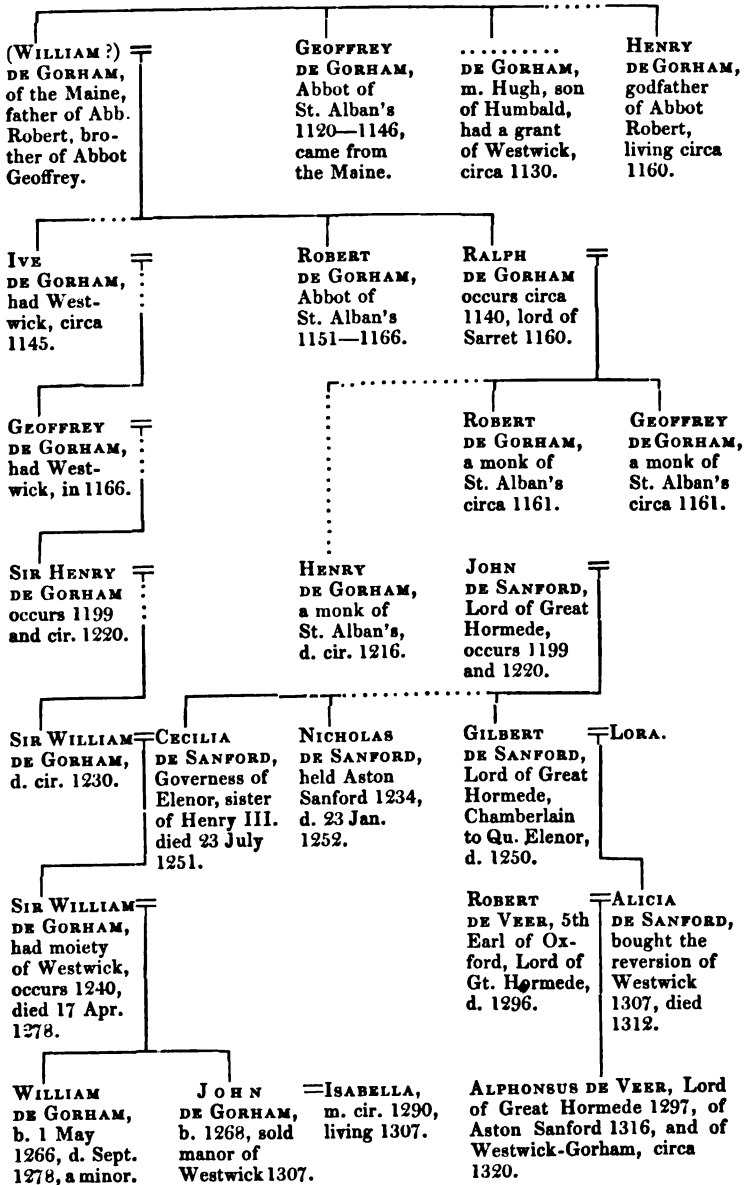 (WILLIAM ?)
DE GORHAM,
of the Maine,
father of Abb.
Robert, bro-
ther of Abbot
Geoffrey.
GEOFFREY
DE GORHAM,
Abbot of
St. Alban's
1120—1146,
came from
the Maine.
..........
DE GORHAM,
m. Hugh, son
of Humbald,
had a grant
of Westwick,
circa 1130.
HENRY
DE GORHAM,
godfather
of Abbot
Robert,
living circa
1160.
IVE
DE GORHAM,
had West-
wick, circa
1145.
ROBERT
DE GORHAM,
Abbot of
St. Alban's
1151—1166.
RALPH
DE GORHAM
occurs circa
1140, lord of
Sarret 1160.
GEOFFREY
DE GORHAM,
had West-
wick, in 1166.
ROBERT
DE GORHAM,
a monk of
St. Alban's
circa 1161.
GEOFFREY
DE GORHAM,
a monk of
St. Alban's
circa 1161.
SIR HENRY
DE GORHAM
occurs 1199
and cir. 1220.
HENRY
DE GORHAM,
a monk of
St. Alban's,
d. cir. 1216.
JOHN
DE SANFORD,
Lord of Great
Hormede,
occurs 1199
and 1220.
SIR WILLIAM
DE GORHAM,
d. cir. 1230.
CECILIA
DE SANFORD,
Governess of
Elenor, sister
of Henry III.
died 23 July
1251.
NICHOLAS
DE SANFORD,
held Aston
Sanford 1234,
d. 23 Jan.
1252.
GILBERT
DE SANFORD,
Lord of Great
Hormede,
Chamberlain
to Qu. Elenor,
d. 1250.
LORA.
SIR WILLIAM
DE GORHAM,
had moiety
of Westwick,
occurs 1240,
died 17 Apr.
1278.
ROBERT
DE VEER, 5th
Earl of Ox-
ford, Lord of
Gt. Hormede,
d. 1296.
ALICIA
DE SANFORD,
bought the
reversion of
Westwick
1307, died
1312.
WILLIAM
DE GORHAM,
b. 1 May
1266, d. Sept.
1278, a minor.
JOHN
DE GORHAM,
b. 1268, sold
manor of
Westwick 1307.
ISABELLA,
m. cir. 1290,
living 1307.
ALPHONSUS DE VEER, Lord
of Great Hormede 1297, of
Aston Sanford 1316, and of
Westwick-Gorham, circa
1320.